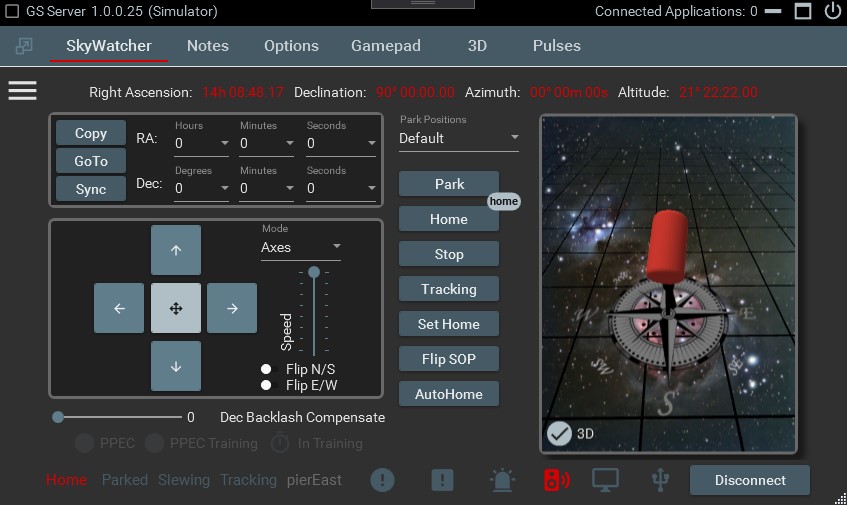 GS Server 1.0.0.25 (Simulator)
Connected Applications: 0
SkyWatcher Notes Options Gamepad 3D Pulses
Right Ascension: 14h 08:48.17 Declination: 90° 00:00.00 Azimuth: 00° 00m 00s Altitude: 21° 22:22.00
Copy
GoTo
Sync
RA:
Hours Minutes Seconds
0 0 0
Dec:
Degrees Minutes Seconds
0 0 0
Park Positions
Default
Park
home
Home
Stop
Tracking
Set Home
Flip SOP
AutoHome
Mode
Axes
Speed
Flip N/S
Flip E/W
0 Dec Backlash Compensate
PPEC PPEC Training In Training
W E
SW SE
S
3D
Home Parked Slewing Tracking pierEast
Disconnect